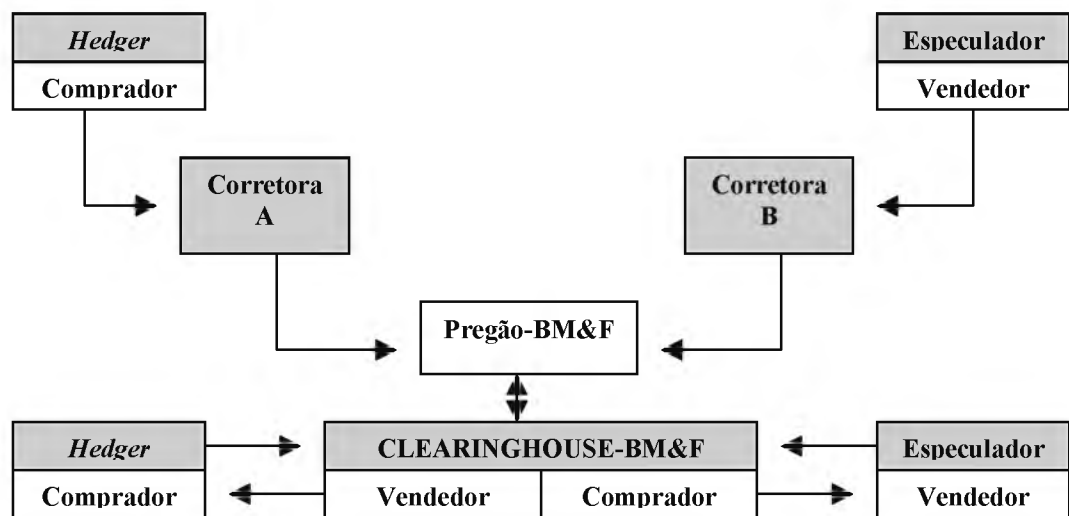 Hedger
Comprador
Especulador
Vendedor
Corretora
A
Corretora
B
Pregão-BM&F
Hedger
Comprador
CLEARINGHOUSE-BM&F
Vendedor
Comprador
Especulador
Vendedor